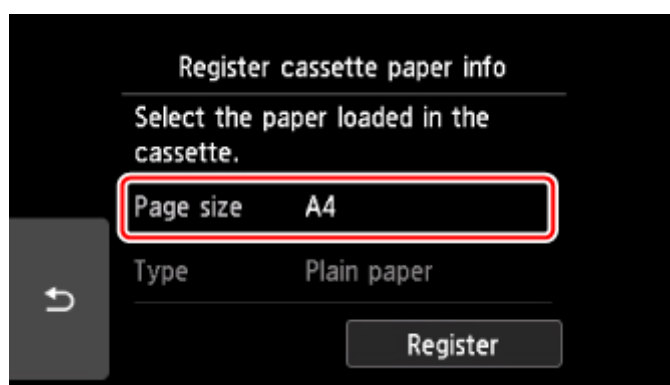 Register cassette paper info
Select the paper loaded in the
cassette.
Page size A4
Type Plain paper
Register